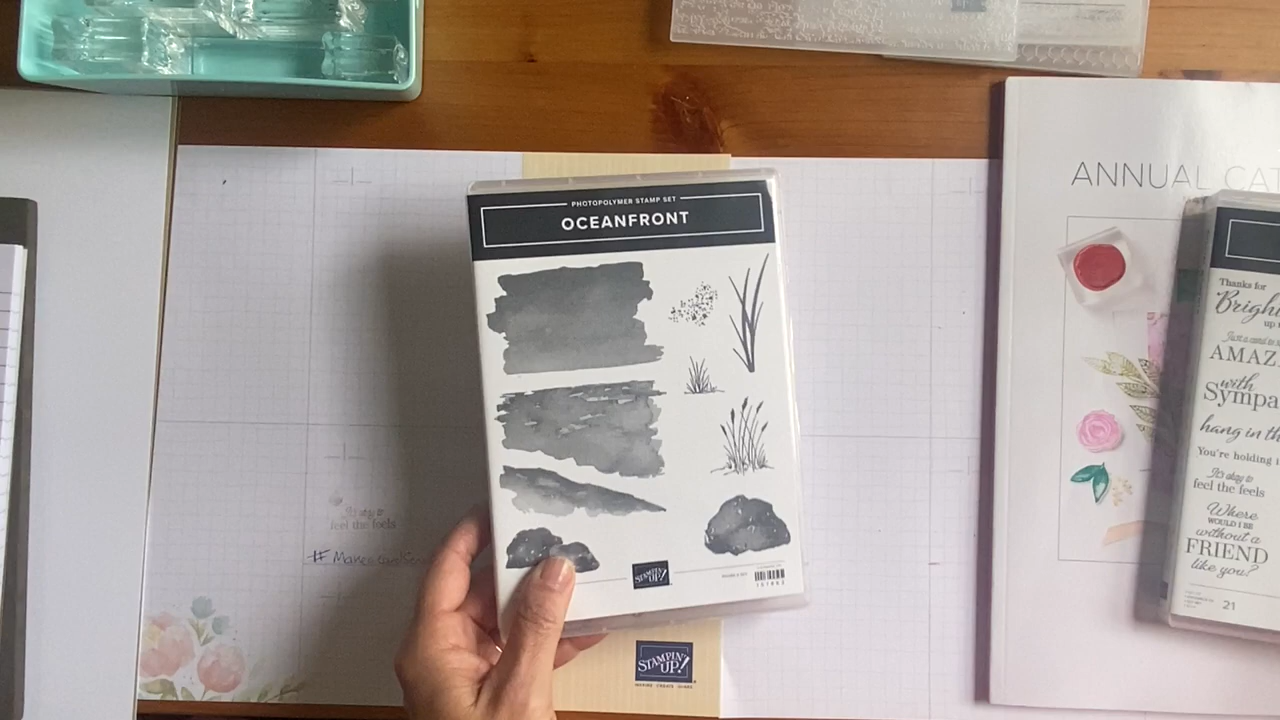 PHOTOPOLYMER STAMP SET
OCEANFRONT
STAMPIN' UP!
STAMPIN' UP!
It's okay to
feel the feels
ANNUAL CAT
Thanks for
Brigh
up
AMAZ
with
Sympa
hang in th
You're holding i
It's okay to
feel the feels
Where
WOULD I BE
without a
FRIEND
like you?
21